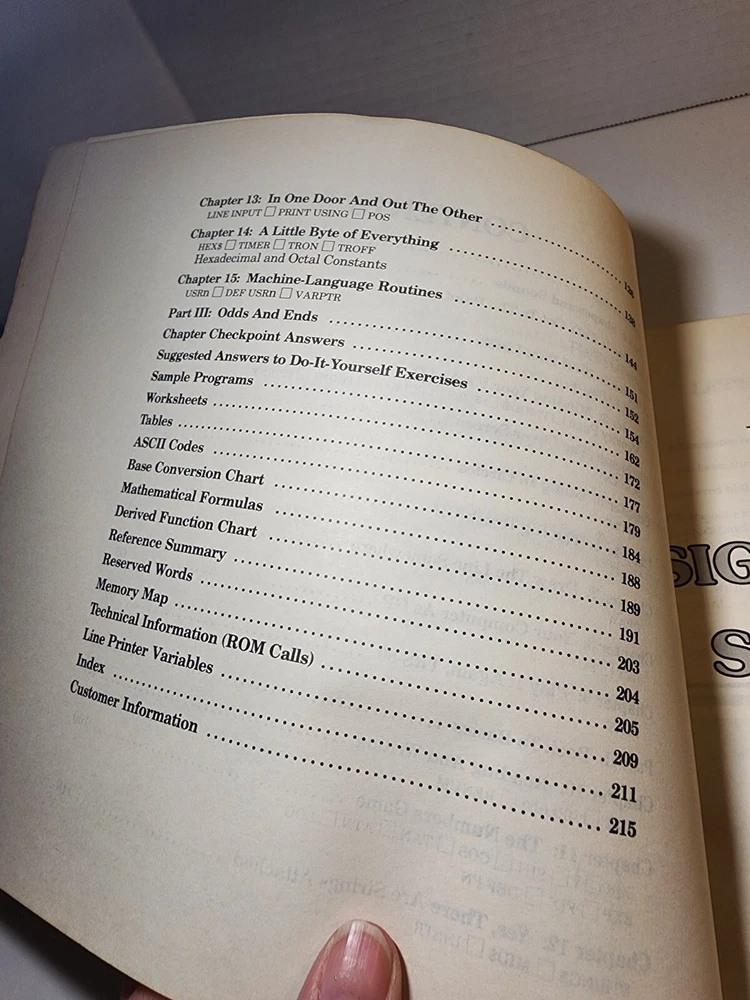 Chapter 13: In One Door And Out The Other
LINE INPUT □ PRINT USING □ POS
Chapter 14: A Little Byte of Everything ........ 138
HEX$ □ TIMER □ TRON □ TROFF
Hexadecimal and Octal Constants
Chapter 15: Machine-Language Routines ........ 144
USRn □ DEF USRn □ VARPTR
Part III: Odds And Ends ........ 151
Chapter Checkpoint Answers ........ 152
Suggested Answers to Do-It-Yourself Exercises ........ 154
Sample Programs ........ 162
Worksheets ........ 172
Tables ........ 177
ASCII Codes ........ 179
Base Conversion Chart ........ 184
Mathematical Formulas ........ 188
Derived Function Chart ........ 189
Reference Summary ........ 191
Reserved Words ........ 203
Memory Map ........ 204
Technical Information (ROM Calls) ........ 205
Line Printer Variables ........ 209
Index ........ 211
Customer Information ........ 215
SIG
S